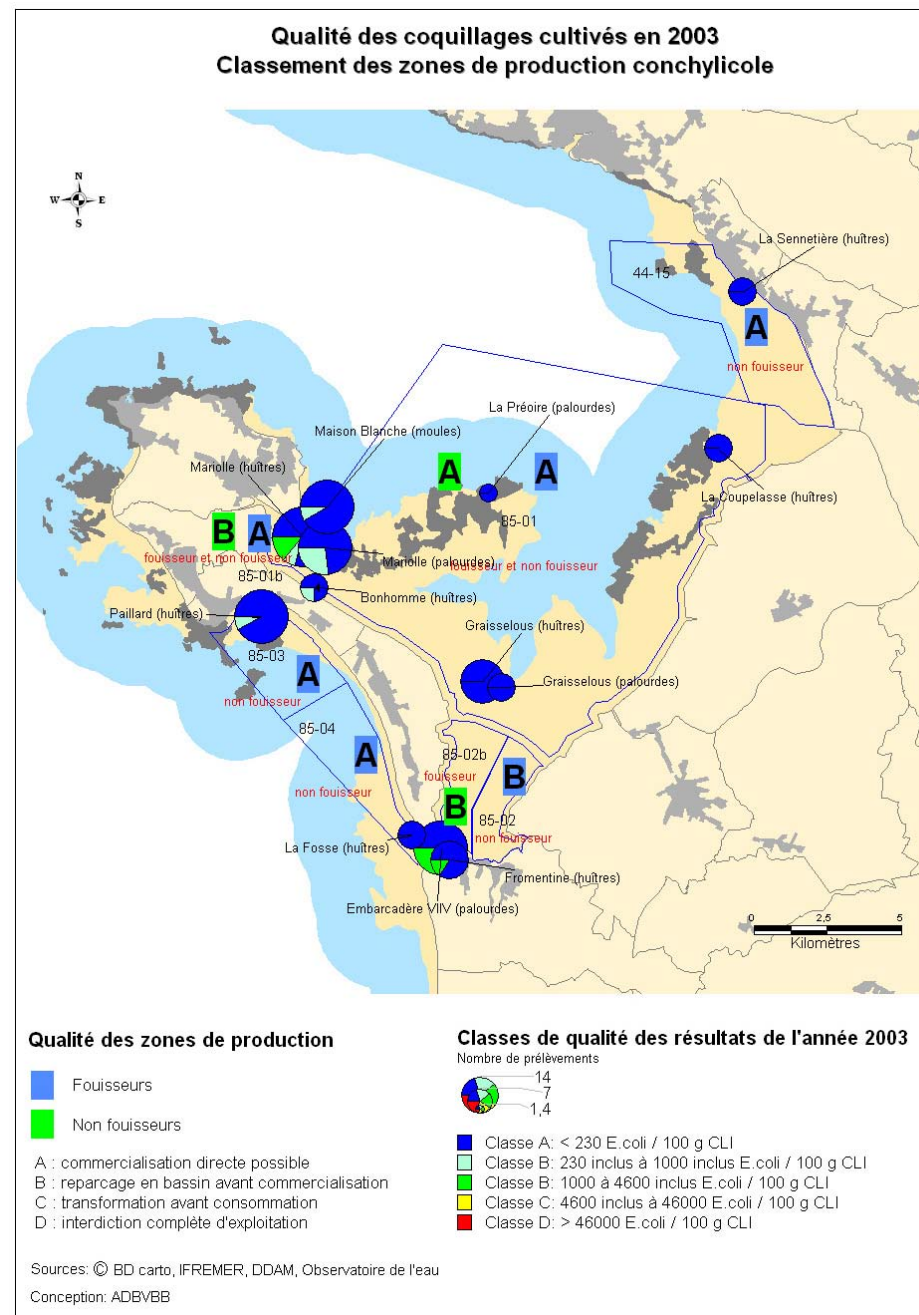 Qualité des coquillages cultivés en 2003
Classement des zones de production conchylicole
N
W
E
S
La Sennetière (huîtres)
44-15
A
non fouisseur
La Préoire (palourdes)
Maison Blanche (moules)
Mariolle (huîtres)
A
A
La Coupelasse (huîtres)
85-01
B
A
Mariolle (palourdes)
fouisseur et non fouisseur
fouisseur et non fouisseur
85-01b
Bonhomme (huîtres)
Paillard (huîtres)
Graisselous (huîtres)
85-03
A
Graisselous (palourdes)
non fouisseur
85-04
A
85-02b
fouisseur
B
non fouisseur
B
85-02
non fouisseur
La Fosse (huîtres)
Fromentine (huîtres)
Embarcadère VIIV (palourdes)
0
2,5
5
Kilomètres
Qualité des zones de production
Fouisseurs
Non fouisseurs
A : commercialisation directe possible
B : reparcage en bassin avant commercialisation
C : transformation avant consommation
D : interdiction complète d'exploitation
Classes de qualité des résultats de l'année 2003
Nombre de prélèvements
14
7
1,4
Classe A: < 230 E.coli / 100 g CLI
Classe B: 230 inclus à 1000 inclus E.coli / 100 g CLI
Classe B: 1000 à 4600 inclus E.coli / 100 g CLI
Classe C: 4600 inclus à 46000 E.coli / 100 g CLI
Classe D: > 46000 E.coli / 100 g CLI
Sources: © BD carto, IFREMER, DDAM, Observatoire de l'eau
Conception: ADBVBB